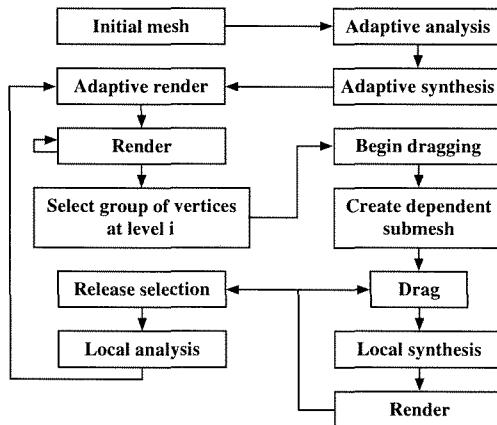 Initial mesh
Adaptive analysis
Adaptive render
Adaptive synthesis
Render
Begin dragging
Select group of vertices
at level i
Create dependent
submesh
Release selection
Drag
Local analysis
Local synthesis
Render